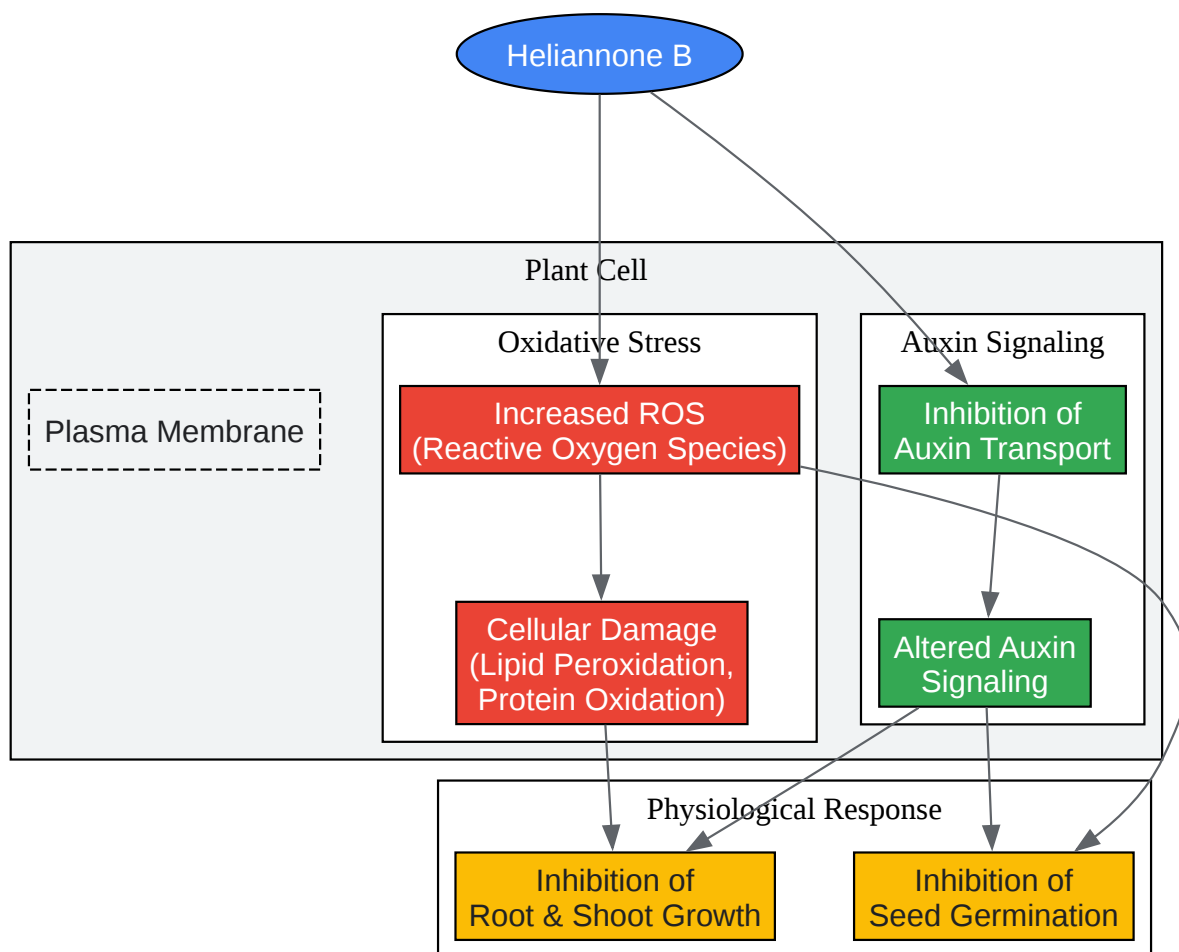 Heliannone B
Plant Cell
Oxidative Stress
Auxin Signaling
Plasma Membrane
Increased ROS
(Reactive Oxygen Species)
Inhibition of
Auxin Transport
Cellular Damage
(Lipid Peroxidation,
Protein Oxidation)
Altered Auxin
Signaling
Physiological Response
Inhibition of
Root & Shoot Growth
Inhibition of
Seed Germination